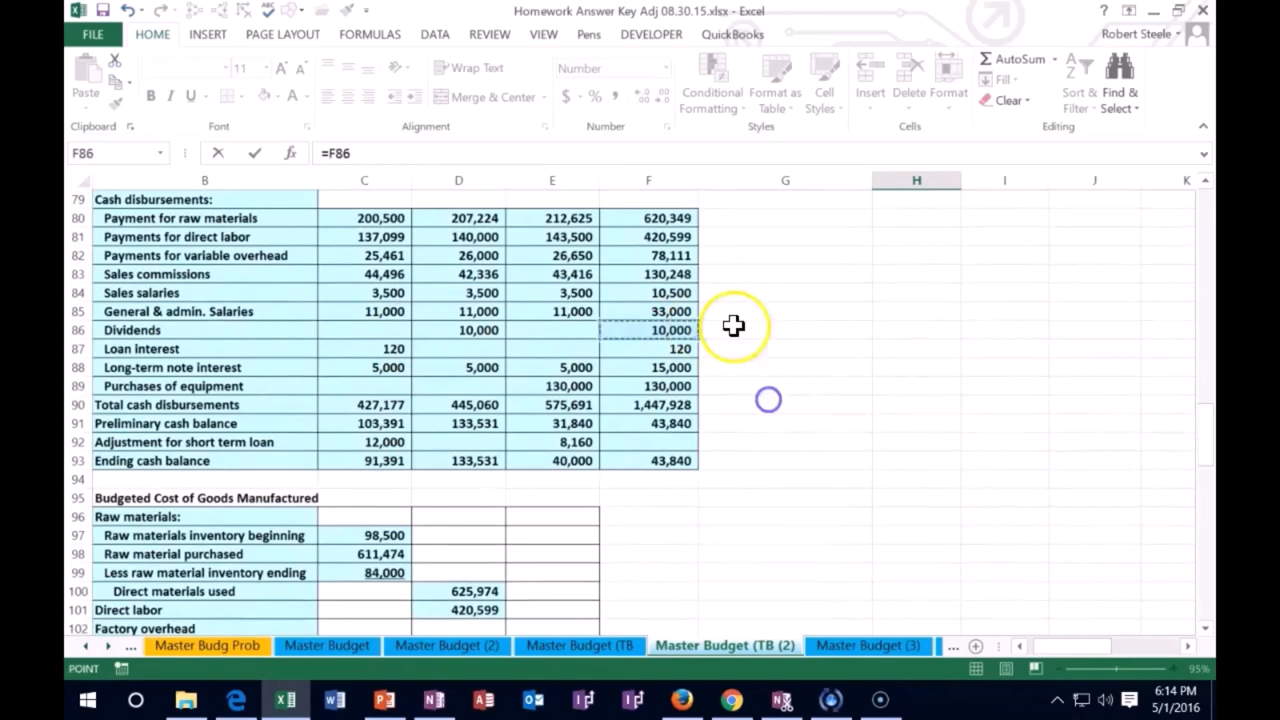 Homework Answer Key Adj 08.30.15.xlsx - Excel
FILE HOME INSERT PAGE LAYOUT FORMULAS DATA REVIEW VIEW Pens DEVELOPER QuickBooks Robert Steele
Paste 11 A A Wrap Text Number AutoSum
B I U A Merge & Center $ % , Conditional Formatting Format as Table Cell Styles Insert Delete Format Fill Clear Sort & Filter Find & Select
Clipboard Font Alignment Number Styles Cells Editing
F86 =F86
B C D E F G H I J K
79 Cash disbursements:
80 Payment for raw materials 200,500 207,224 212,625 620,349
81 Payments for direct labor 137,099 140,000 143,500 420,599
82 Payments for variable overhead 25,461 26,000 26,650 78,111
83 Sales commissions 44,496 42,336 43,416 130,248
84 Sales salaries 3,500 3,500 3,500 10,500
85 General & admin. Salaries 11,000 11,000 11,000 33,000
86 Dividends 10,000 10,000
87 Loan interest 120 120
88 Long-term note interest 5,000 5,000 5,000 15,000
89 Purchases of equipment 130,000 130,000
90 Total cash disbursements 427,177 445,060 575,691 1,447,928
91 Preliminary cash balance 103,391 133,531 31,840 43,840
92 Adjustment for short term loan 12,000 8,160
93 Ending cash balance 91,391 133,531 40,000 43,840
94
95 Budgeted Cost of Goods Manufactured
96 Raw materials:
97 Raw materials inventory beginning 98,500
98 Raw material purchased 611,474
99 Less raw material inventory ending 84,000
100 Direct materials used 625,974
101 Direct labor 420,599
102 Factory overhead
... Master Budg Prob Master Budget Master Budget (2) Master Budget (TB Master Budget (TB (2) Master Budget (3) ...
POINT 95%
6:14 PM
5/1/2016